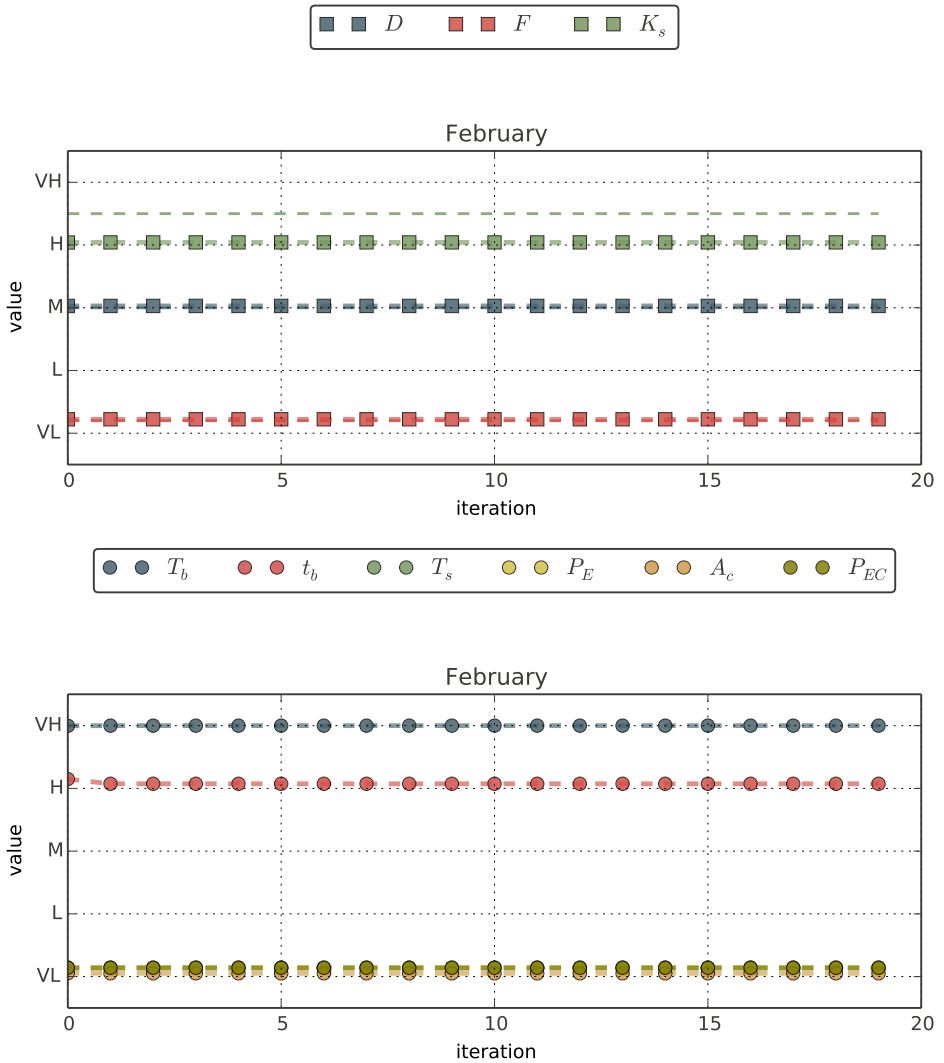 D F K_s
February
VH
H
M
L
VL
value
0 5 10 15 20
iteration
T_b t_b T_s P_E A_c P_EC
February
VH
H
M
L
VL
value
0 5 10 15 20
iteration